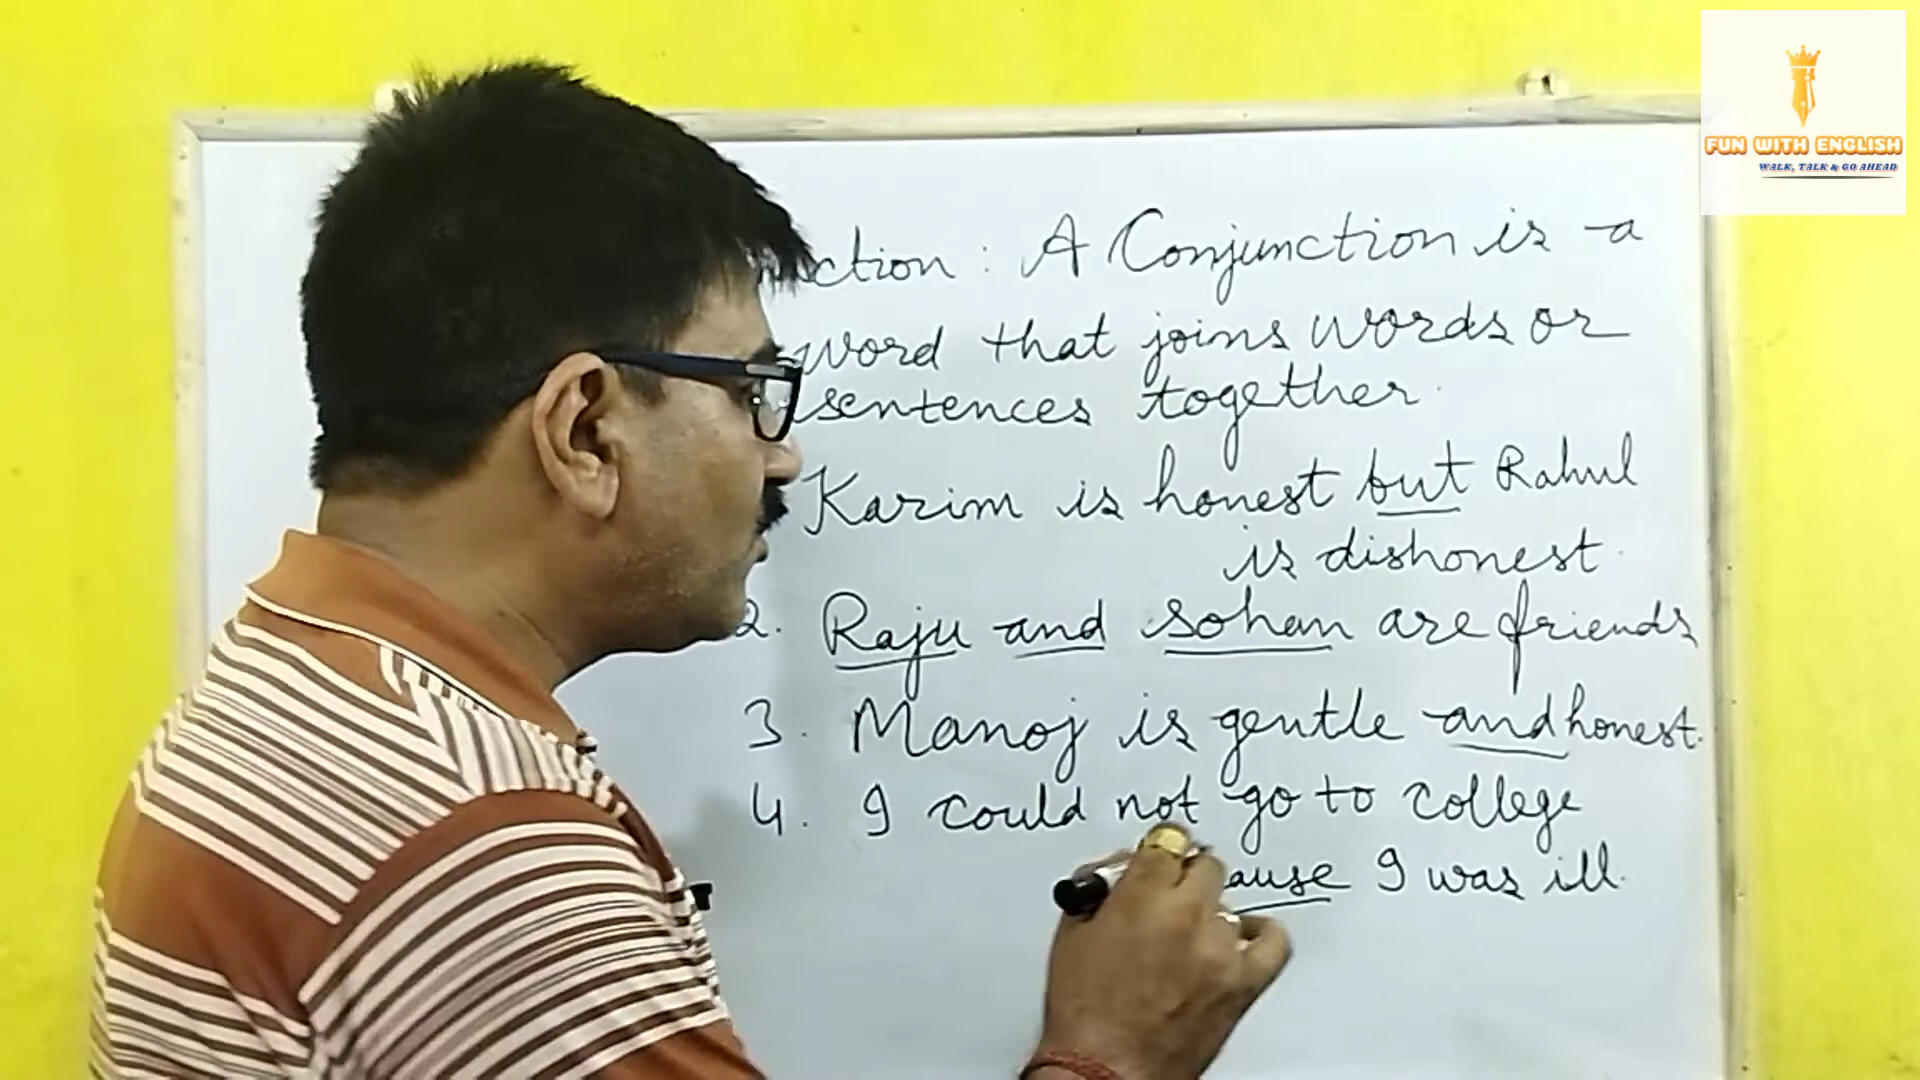 FUN WITH ENGLISH
WALK, TALK & GO AHEAD
: A Conjunction is a
word that joins words or
sentences together.
Karim is honest but Rahul
is dishonest.
2. Raju and sohan are friends
3. Manoj is gentle and honest.
4. I could not go to college
I was ill.